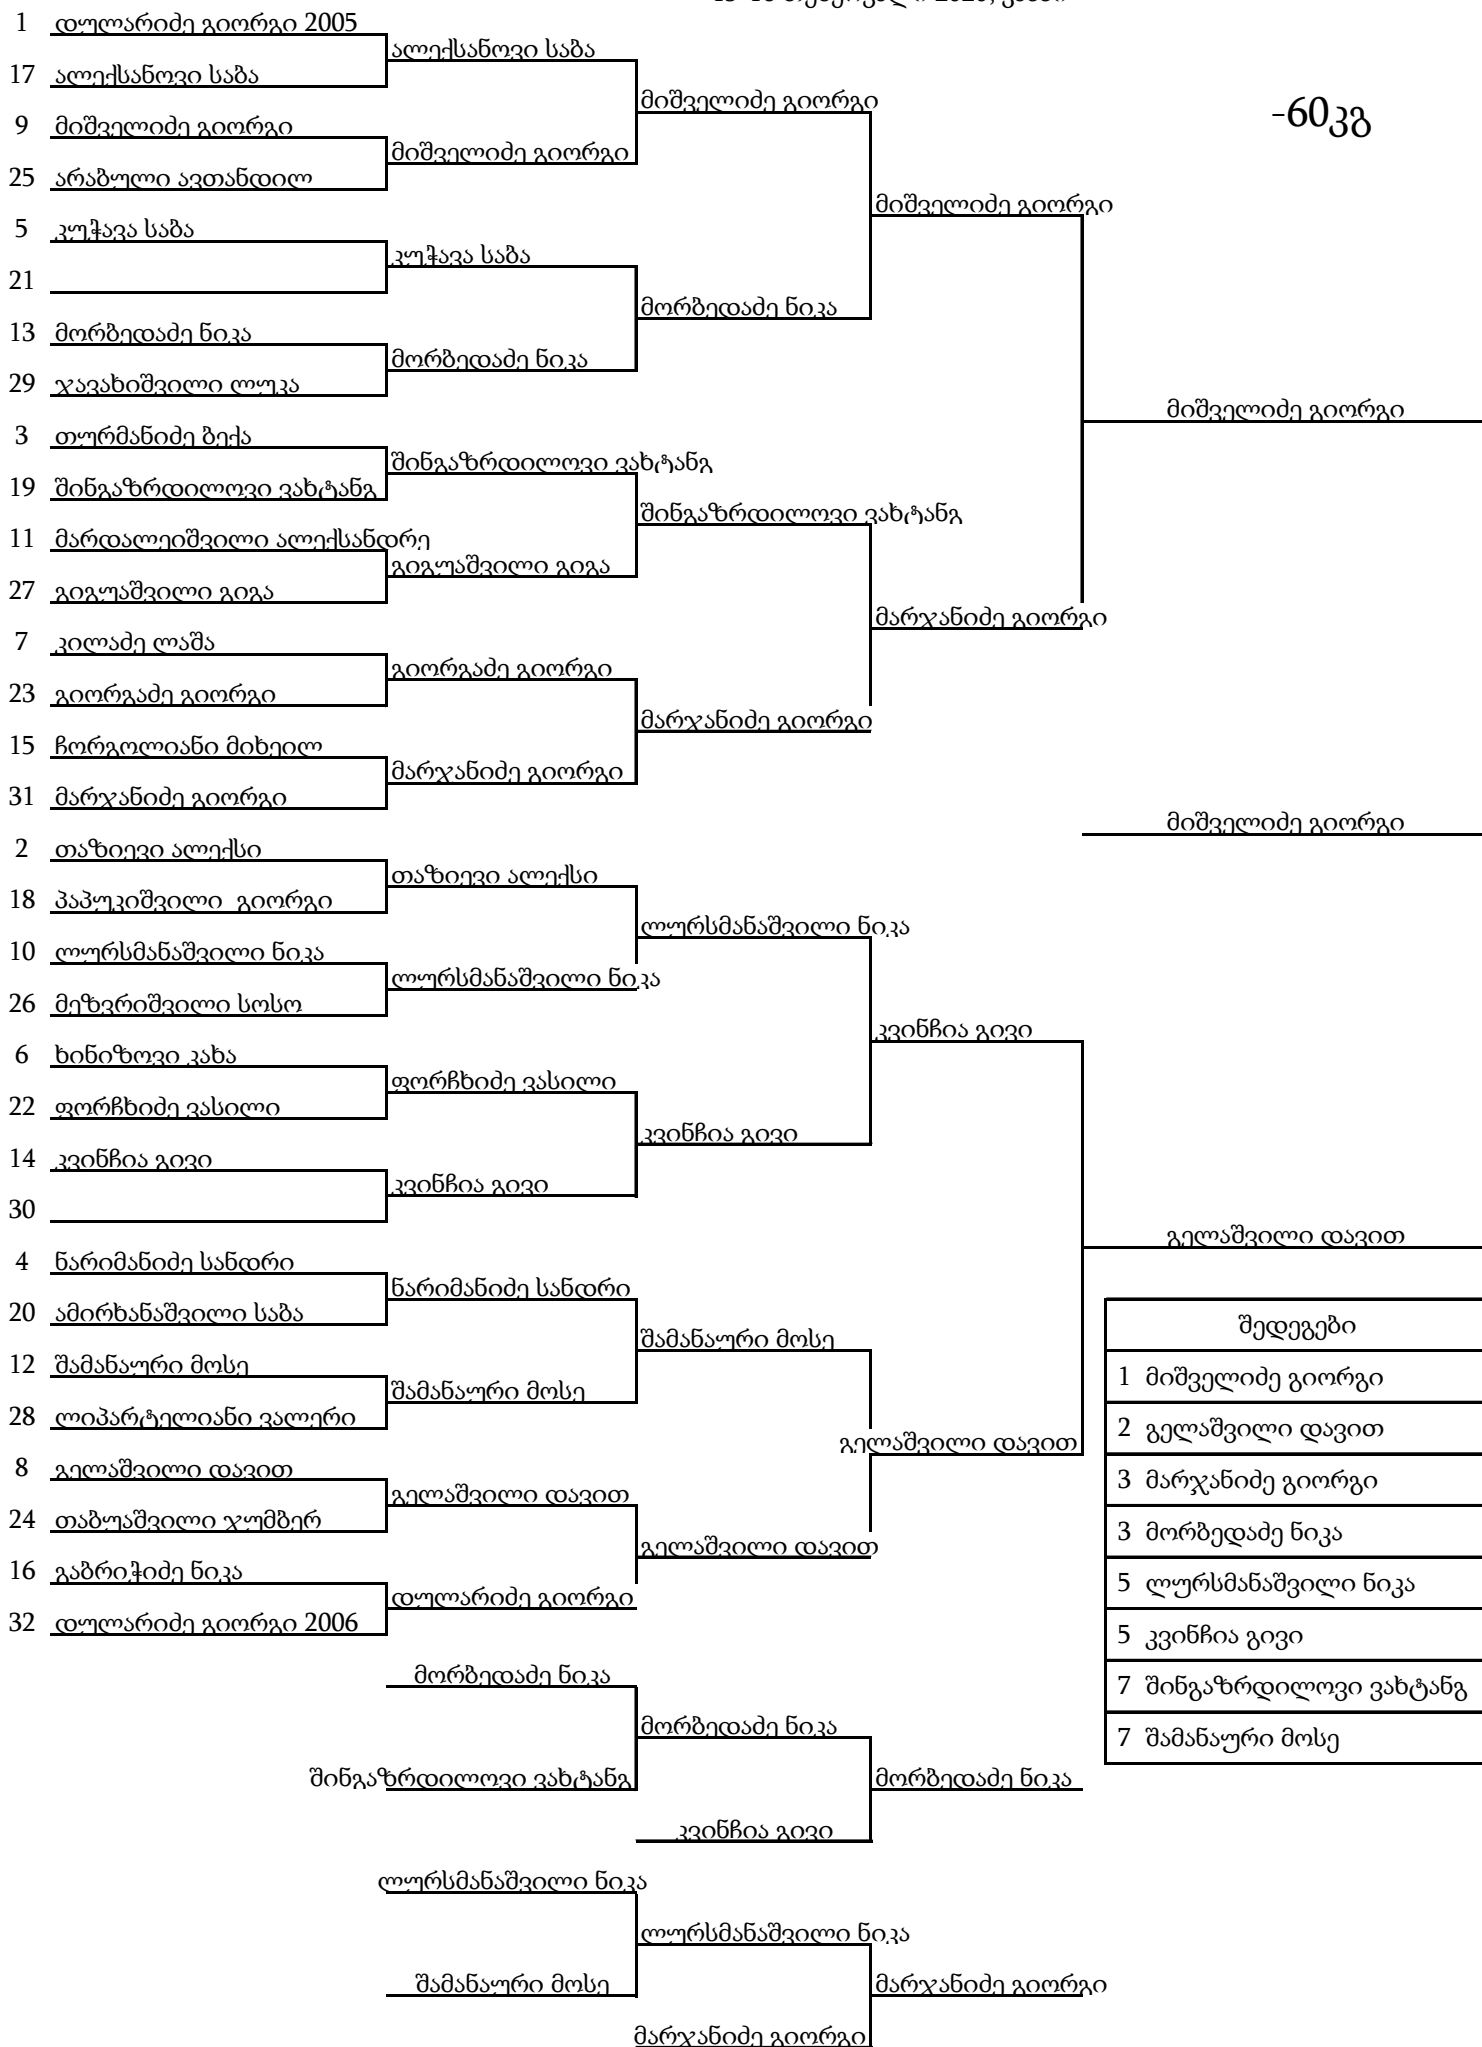 1 დულარიძე გიორგი 2005
ალექსანოვი საბა
17 ალექსანოვი საბა
მიშველიძე გიორგი
-60კგ
9 მიშველიძე გიორგი
მიშველიძე გიორგი
25 არაბული ავთანდილ
მიშველიძე გიორგი
5 კუჭავა საბა
კუჭავა საბა
21
მორბედაძე ნიკა
13 მორბედაძე ნიკა
მორბედაძე ნიკა
29 ჯავახიშვილი ლუკა
მიშველიძე გიორგი
3 თურმანიძე ბექა
შინგაზრდილოვი ვახტანგ
19 შინგაზრდილოვი ვახტანგ
შინგაზრდილოვი ვახტანგ
11 მარდალეიშვილი ალექსანდრე
გიგუაშვილი გიგა
27 გიგუაშვილი გიგა
მარჯანიძე გიორგი
7 კილაძე ლაშა
გიორგაძე გიორგი
23 გიორგაძე გიორგი
მარჯანიძე გიორგი
15 ჩორგოლიანი მიხეილ
მარჯანიძე გიორგი
31 მარჯანიძე გიორგი
მიშველიძე გიორგი
2 თაზიევი ალექსი
თაზიევი ალექსი
18 პაპუკიშვილი გიორგი
ლურსმანაშვილი ნიკა
10 ლურსმანაშვილი ნიკა
ლურსმანაშვილი ნიკა
26 მეზვრიშვილი სოსო
კვინჩია გივი
6 ხინიზოვი კახა
ფორჩხიძე ვასილი
22 ფორჩხიძე ვასილი
კვინჩია გივი
14 კვინჩია გივი
კვინჩია გივი
30
გელაშვილი დავით
4 ნარიმანიძე სანდრი
ნარიმანიძე სანდრი
20 ამირხანაშვილი საბა
შედეგები
შამანაური მოსე
12 შამანაური მოსე
1 მიშველიძე გიორგი
შამანაური მოსე
28 ლიპარტელიანი ვალერი
2 გელაშვილი დავით
გელაშვილი დავით
8 გელაშვილი დავით
3 მარჯანიძე გიორგი
გელაშვილი დავით
24 თაბუაშვილი ჯუმბერ
3 მორბედაძე ნიკა
გელაშვილი დავით
16 გაბრიჭიძე ნიკა
5 ლურსმანაშვილი ნიკა
დულარიძე გიორგი
32 დულარიძე გიორგი 2006
5 კვინჩია გივი
მორბედაძე ნიკა
7 შინგაზრდილოვი ვახტანგ
მორბედაძე ნიკა
7 შამანაური მოსე
შინგაზრდილოვი ვახტანგ
მორბედაძე ნიკა
კვინჩია გივი
ლურსმანაშვილი ნიკა
ლურსმანაშვილი ნიკა
შამანაური მოსე
მარჯანიძე გიორგი
მარჯანიძე გიორგი